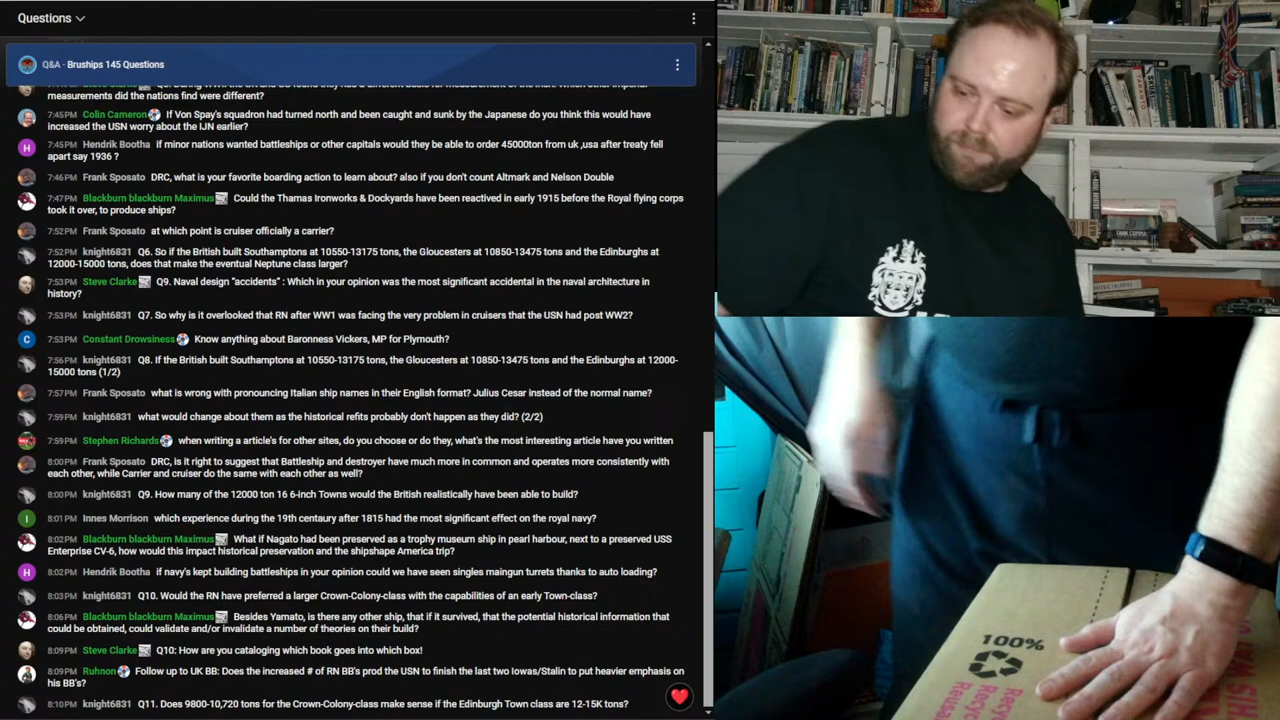 Questions
Q&A · Bruships 145 Questions
measurements did the nations find were different?
7:45PM Colin Cameron If Von Spay's squadron had turned north and been caught and sunk by the Japanese do you think this would have
increased the USN worry about the IJN earlier?
7:45PM Hendrik Bootha if minor nations wanted battleships or other capitals would they be able to order 45000ton from uk ,usa after treaty fell
apart say 1936 ?
7:46PM Frank Sposato DRC, what is your favorite boarding action to learn about? also if you don't count Altmark and Nelson Double
7:47PM Blackburn blackburn Maximus Could the Thamas Ironworks & Dockyards have been reactived in early 1915 before the Royal flying corps
took it over, to produce ships?
7:52PM Frank Sposato at which point is cruiser officially a carrier?
7:52PM knight6831 Q6. So if the British built Southamptons at 10550-13175 tons, the Gloucesters at 10850-13475 tons and the Edinburghs at
12000-15000 tons, does that make the eventual Neptune class larger?
7:53PM Steve Clarke Q9. Naval design "accidents" : Which in your opinion was the most significant accidental in the naval architecture in
history?
7:53PM knight6831 Q7. So why is it overlooked that RN after WW1 was facing the very problem in cruisers that the USN had post WW2?
C 7:53PM Constant Drowsiness Know anything about Baronness Vickers, MP for Plymouth?
7:56PM knight6831 Q8. If the British built Southamptons at 10550-13175 tons, the Gloucesters at 10850-13475 tons and the Edinburghs at 12000-
15000 tons (1/2)
7:57PM Frank Sposato what is wrong with pronouncing Italian ship names in their English format? Julius Cesar instead of the normal name?
7:59PM knight6831 what would change about them as the historical refits probably don't happen as they did? (2/2)
7:59PM Stephen Richards when writing a article's for other sites, do you choose or do they, what's the most interesting article have you written
8:00PM Frank Sposato DRC, is it right to suggest that Battleship and destroyer have much more in common and operates more consistently with
each other, while Carrier and cruiser do the same with each other as well?
8:00PM knight6831 Q9. How many of the 12000 ton 16 6-inch Towns would the British realistically have been able to build?
I 8:01PM Innes Morrison which experience during the 19th centaury after 1815 had the most significant effect on the royal navy?
8:02PM Blackburn blackburn Maximus What if Nagato had been preserved as a trophy museum ship in pearl harbour, next to a preserved USS
Enterprise CV-6, how would this impact historical preservation and the shipshape America trip?
H 8:02PM Hendrik Bootha if navy's kept building battleships in your opinion could we have seen singles maingun turrets thanks to auto loading?
8:03PM knight6831 Q10. Would the RN have preferred a larger Crown-Colony-class with the capabilities of an early Town-class?
8:06PM Blackburn blackburn Maximus Besides Yamato, is there any other ship, that if it survived, that the potential historical information that
could be obtained, could validate and/or invalidate a number of theories on their build?
8:09PM Steve Clarke Q10: How are you cataloging which book goes into which box!
8:09PM Ruhnon Follow up to UK BB: Does the increased # of RN BB's prod the USN to finish the last two Iowas/Stalin to put heavier emphasis on
his BB's?
8:10PM knight6831 Q11. Does 9800-10,720 tons for the Crown-Colony-class make sense if the Edinburgh Town class are 12-15K tons?
TANK COMMA
100%